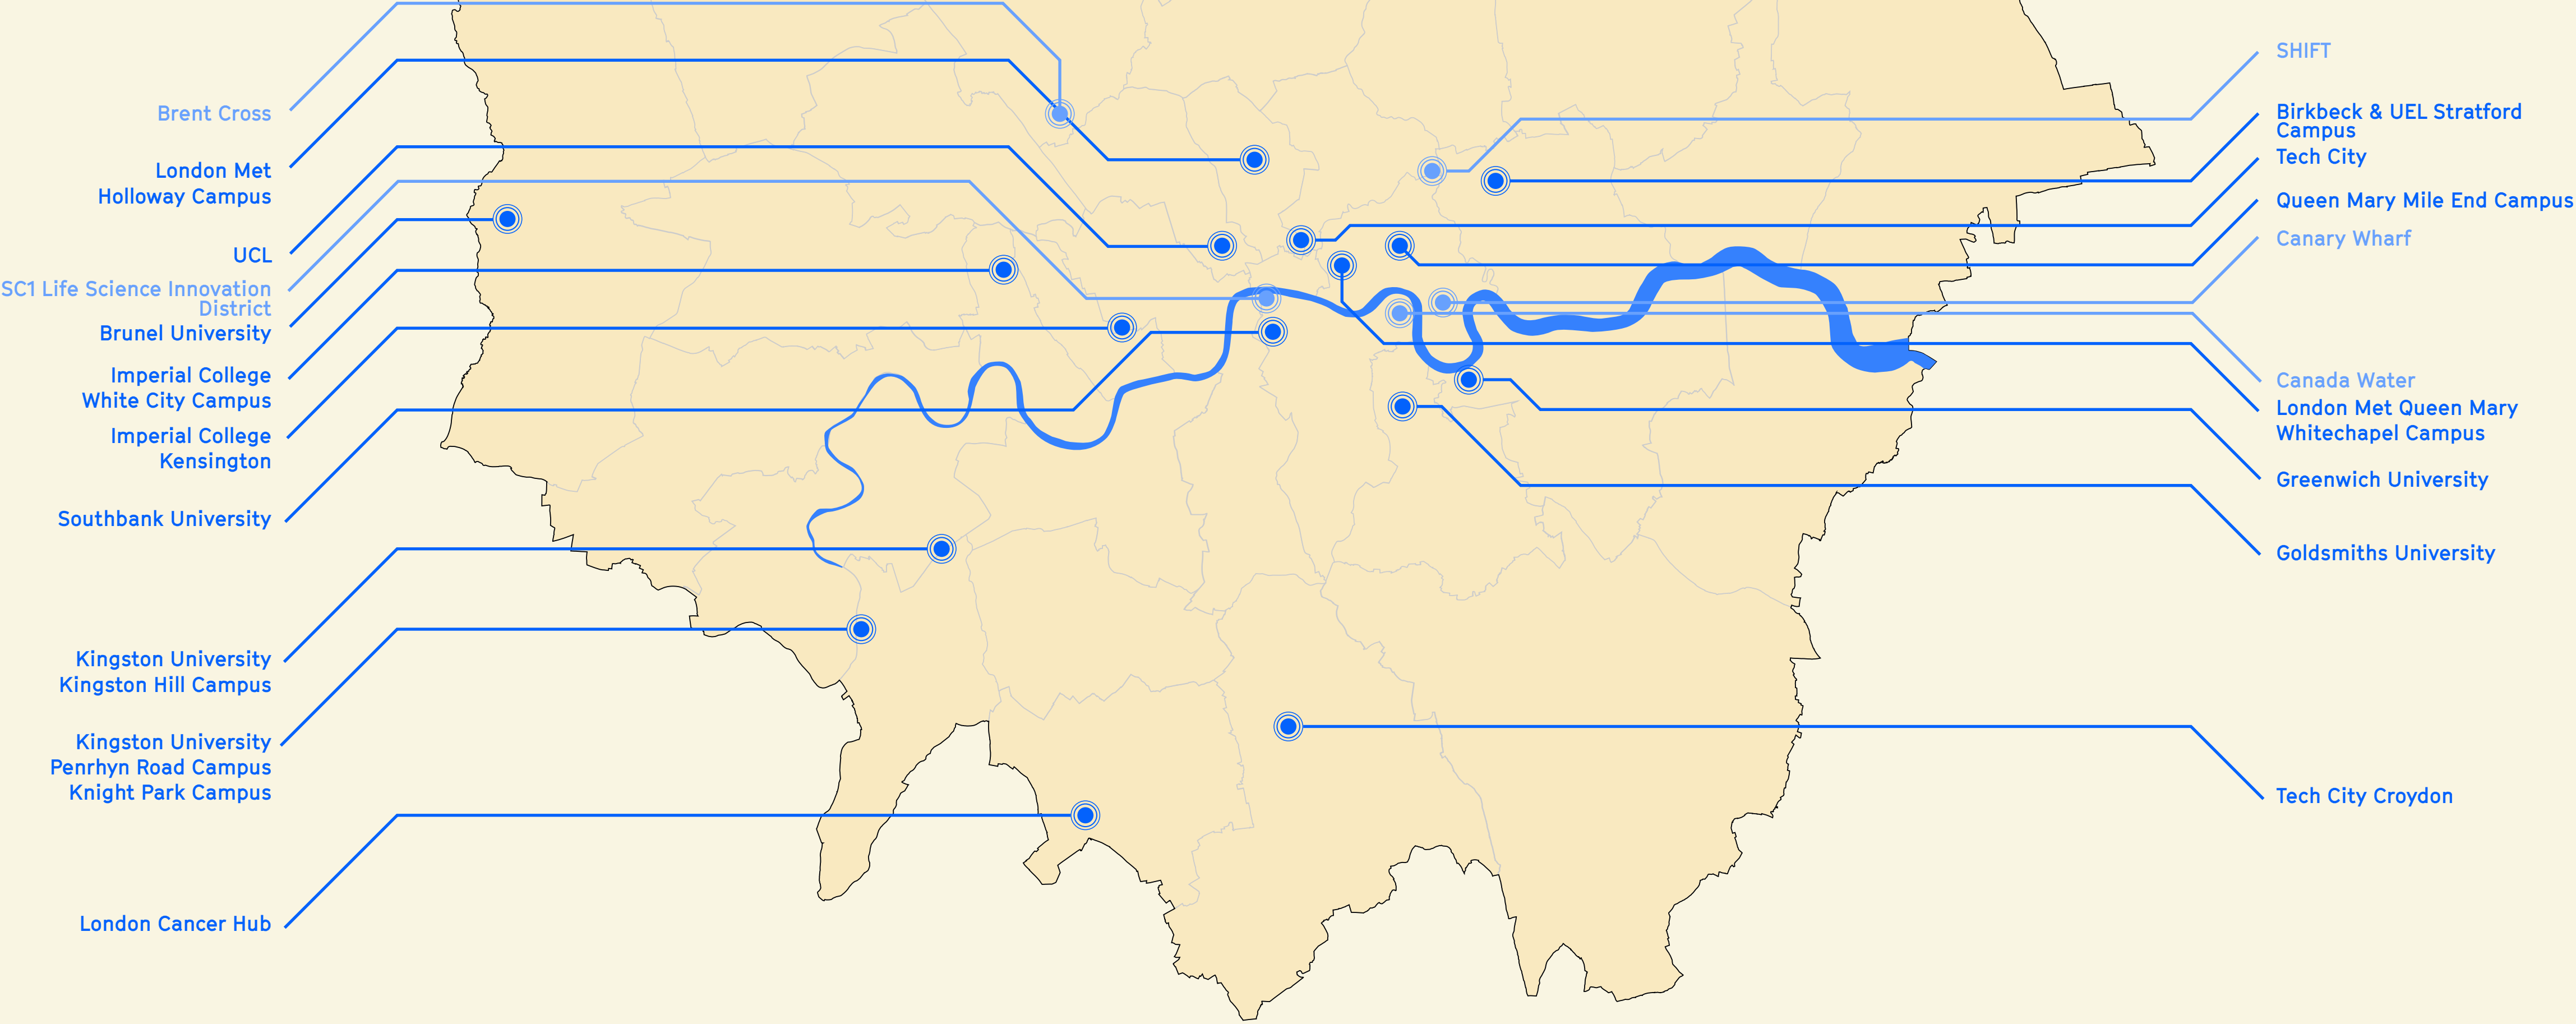 Brent Cross
London Met
Holloway Campus
UCL
SC1 Life Science Innovation
District
Brunel University
Imperial College
White City Campus
Imperial College
Kensington
Southbank University
Kingston University
Kingston Hill Campus
Kingston University
Penrhyn Road Campus
Knight Park Campus
London Cancer Hub
SHIFT
Birkbeck & UEL Stratford
Campus
Tech City
Queen Mary Mile End Campus
Canary Wharf
Canada Water
London Met Queen Mary
Whitechapel Campus
Greenwich University
Goldsmiths University
Tech City Croydon